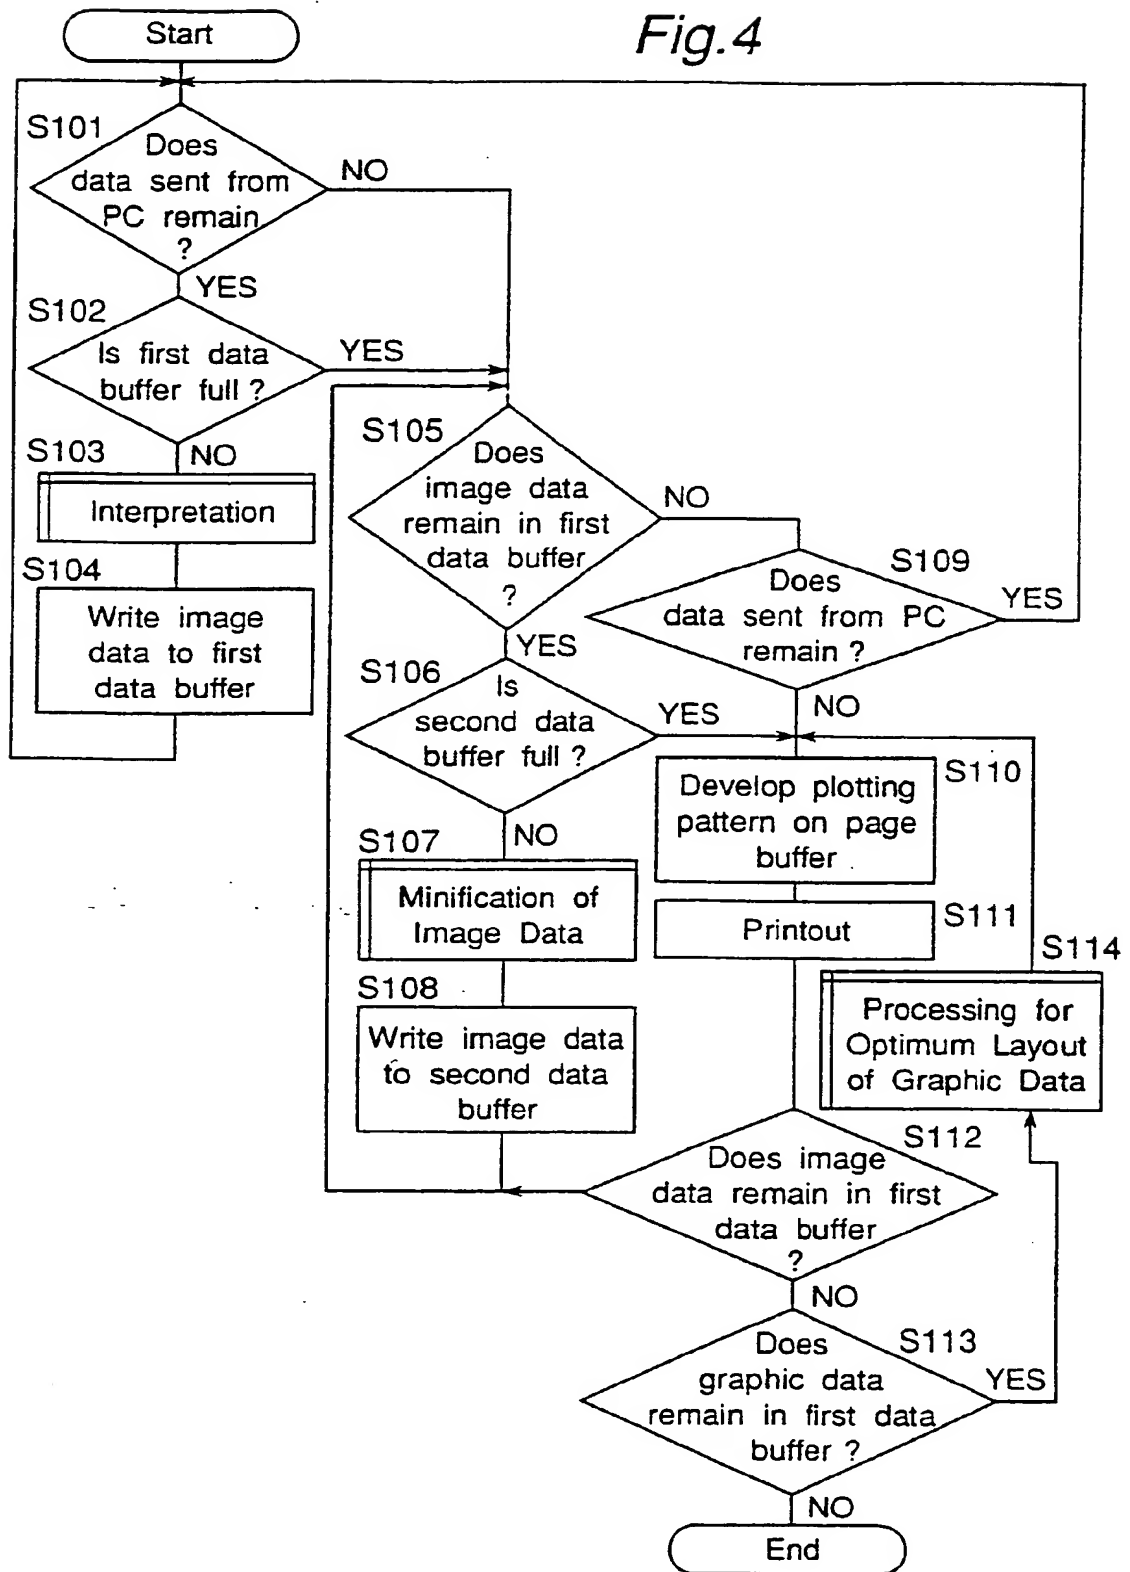 Start
Fig.4
S101
Does
data sent from
PC remain
?
NO
YES
S102
Is first data
buffer full ?
YES
NO
S103
Interpretation
S104
Write image
data to first
data buffer
S105
Does
image data
remain in first
data buffer
?
NO
YES
S109
Does
data sent from PC
remain ?
YES
NO
S106
Is
second data
buffer full ?
YES
NO
S107
Minification of
Image Data
S108
Write image data
to second data
buffer
S110
Develop plotting
pattern on page
buffer
S111
Printout
S114
Processing for
Optimum Layout
of Graphic Data
S112
Does image
data remain in first
data buffer
?
NO
S113
Does
graphic data
remain in first data
buffer ?
YES
NO
End